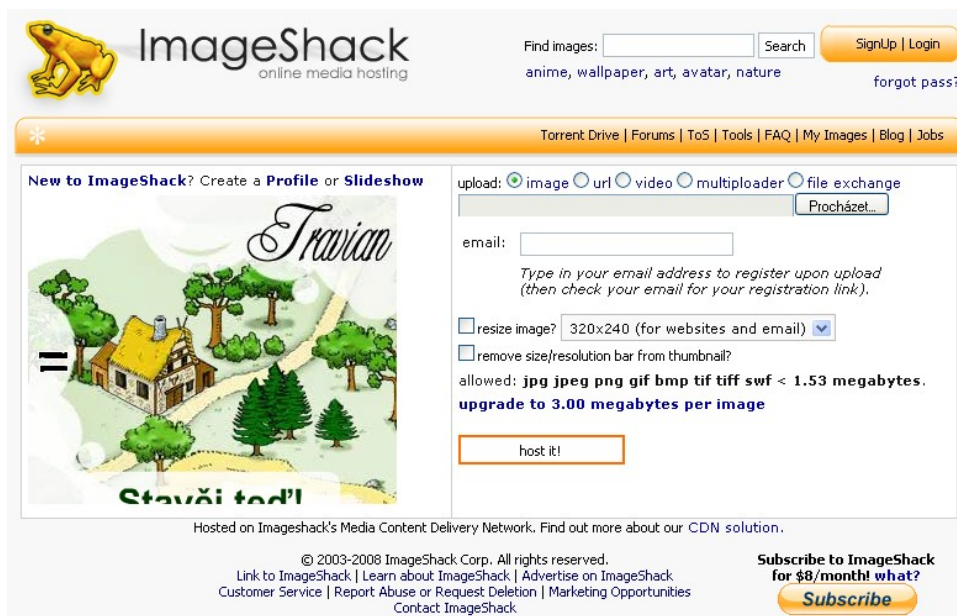 ImageShack
online media hosting
Find images: Search
anime, wallpaper, art, avatar, nature
SignUp | Login
forgot pass?
Torrent Drive | Forums | ToS | Tools | FAQ | My Images | Blog | Jobs
New to ImageShack? Create a Profile or Slideshow
Travian
=
Stavěj teď!
upload: image url video multiploader file exchange
Procházet...
email:
Type in your email address to register upon upload
(then check your email for your registration link).
resize image? 320x240 (for websites and email)
remove size/resolution bar from thumbnail?
allowed: jpg jpeg png gif bmp tif tiff swf < 1.53 megabytes.
upgrade to 3.00 megabytes per image
host it!
Hosted on Imageshack's Media Content Delivery Network. Find out more about our CDN solution.
© 2003-2008 ImageShack Corp. All rights reserved.
Link to ImageShack | Learn about ImageShack | Advertise on ImageShack
Customer Service | Report Abuse or Request Deletion | Marketing Opportunities
Contact ImageShack
Subscribe to ImageShack
for $8/month! what?
Subscribe